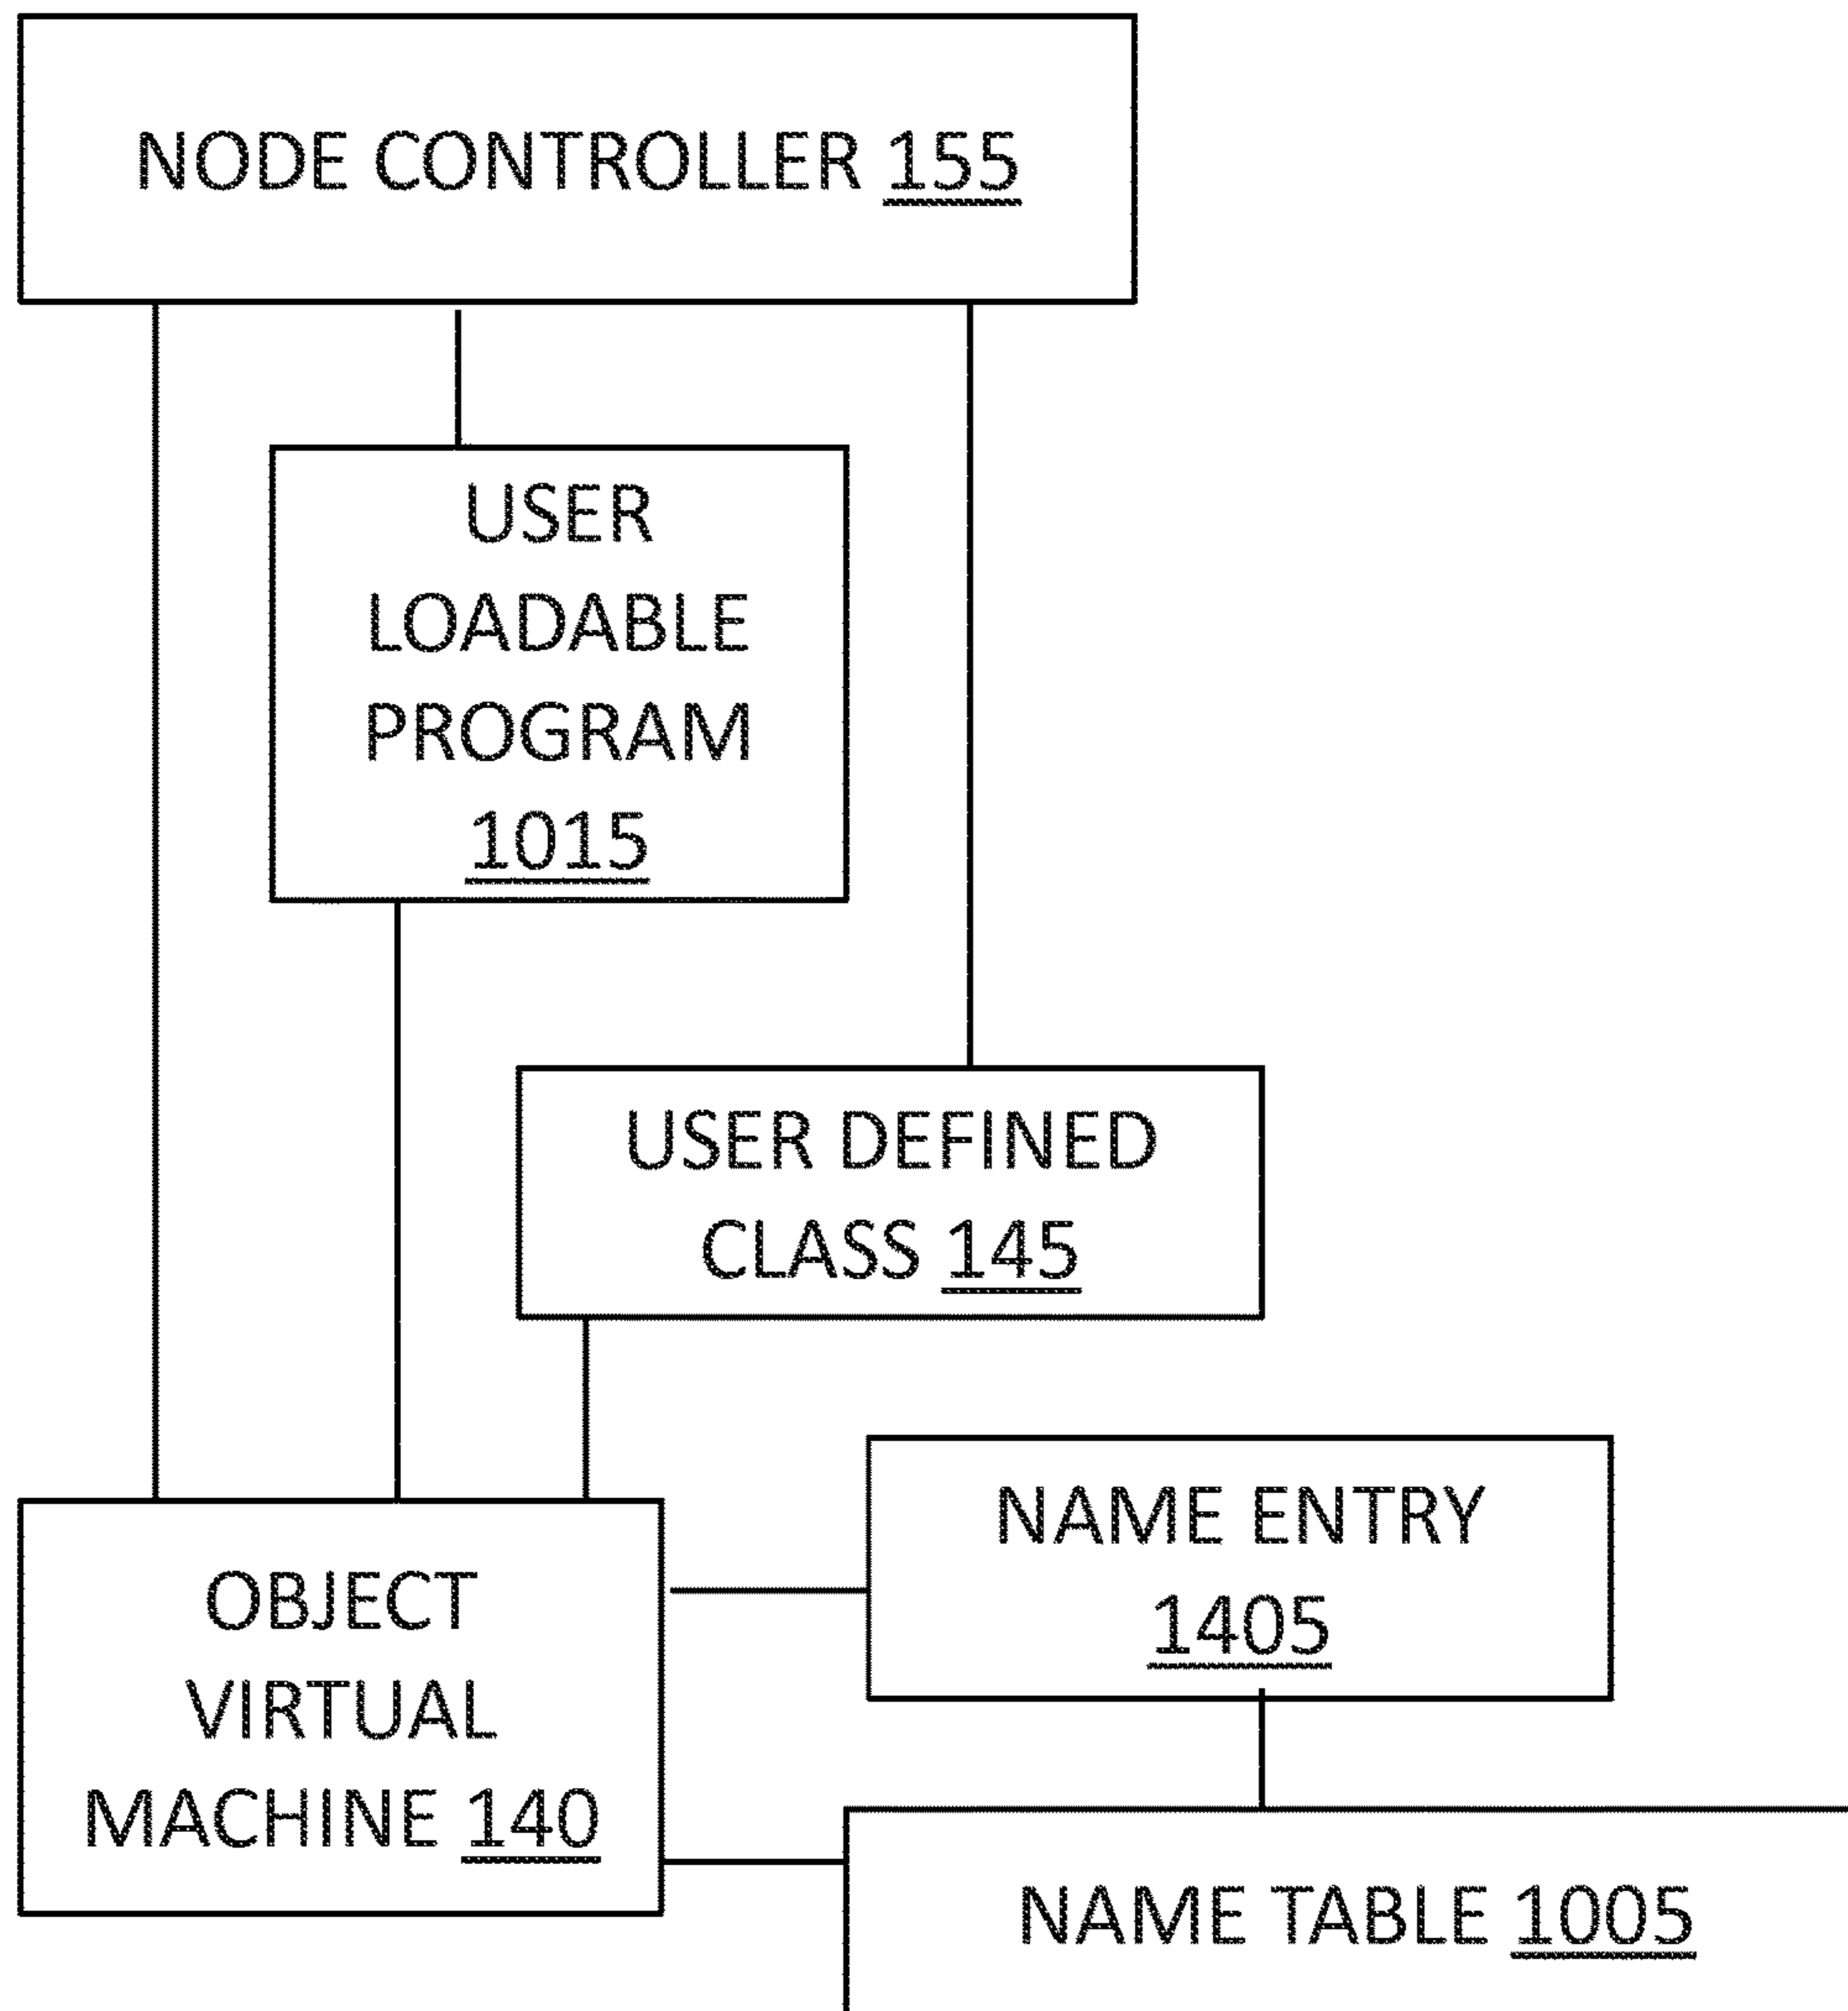 NODE CONTROLLER 155
USER
LOADABLE
PROGRAM
1015
USER DEFINED
CLASS 145
NAME ENTRY
1405
OBJECT
VIRTUAL
MACHINE 140
NAME TABLE 1005